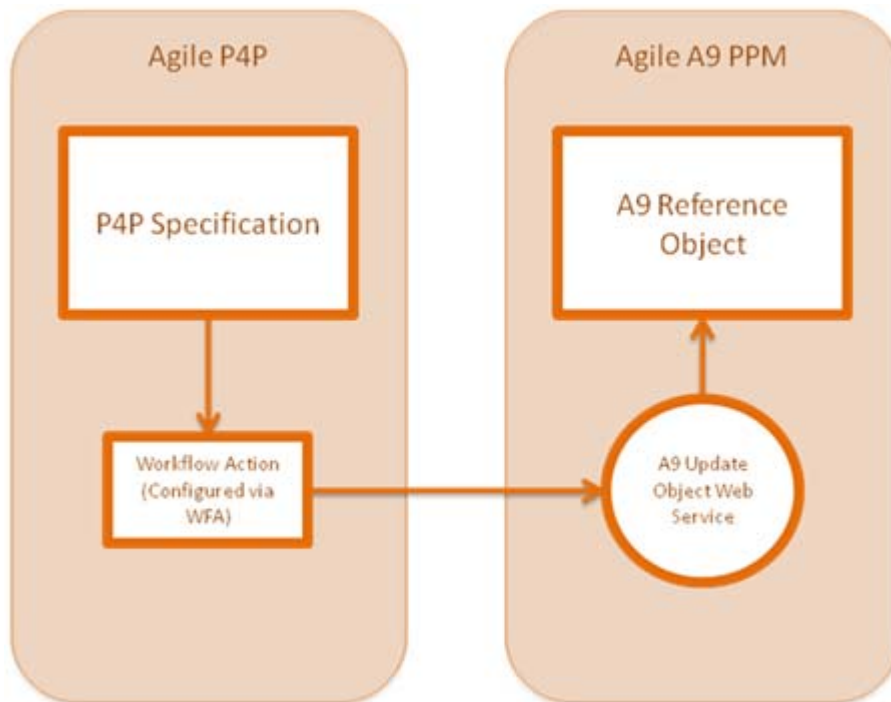 Agile P4P
P4P Specification
Workflow Action
(Configured via
WFA)
Agile A9 PPM
A9 Reference
Object
A9 Update
Object Web
Service